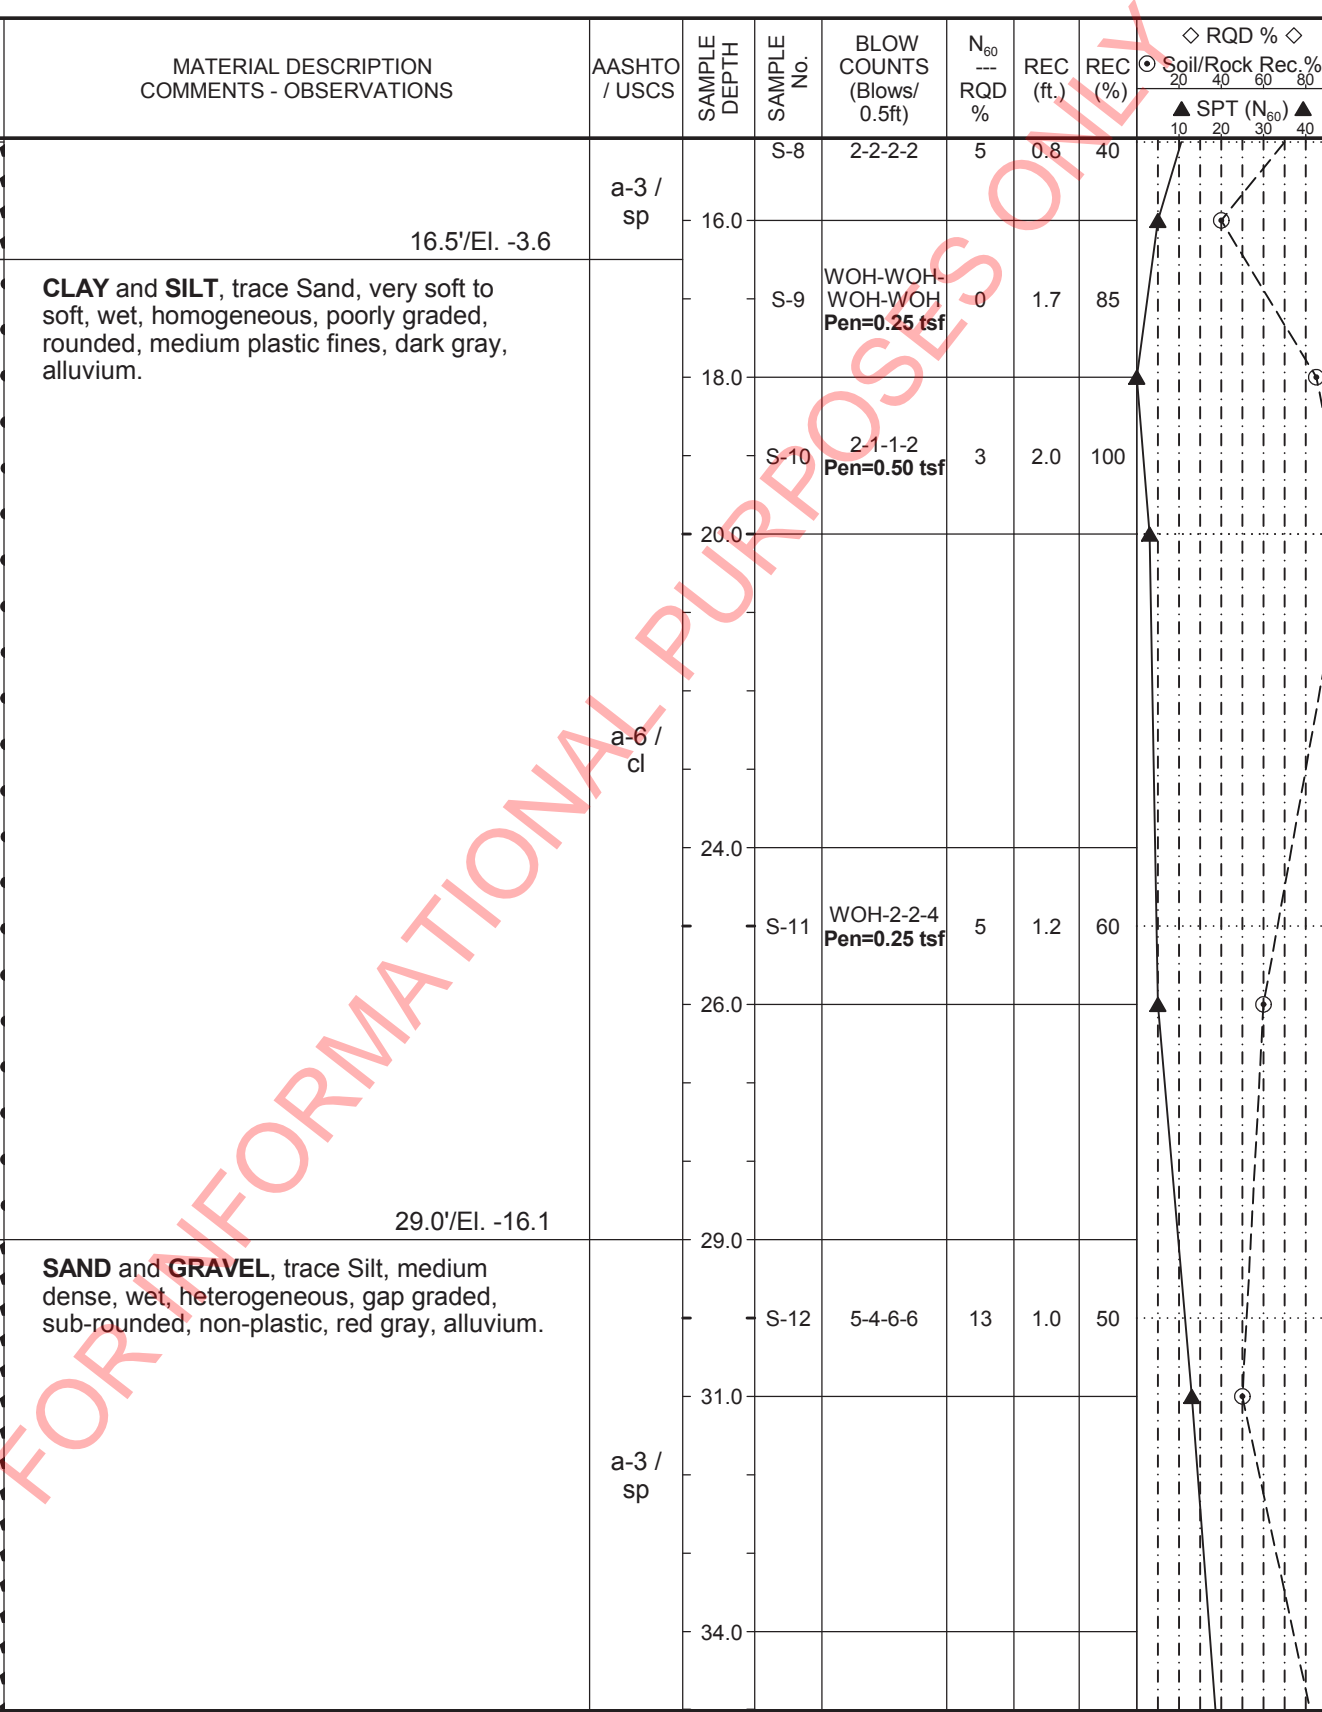 MATERIAL DESCRIPTION
COMMENTS - OBSERVATIONS
AASHTO
/ USCS
SAMPLE
DEPTH
SAMPLE
No.
BLOW
COUNTS
(Blows/
0.5ft)
N60
---
RQD
%
REC
(ft.)
REC
(%)
◇ RQD % ◇
Soil/Rock Rec.%
20 40 60 80
▲ SPT (N60) ▲
10 20 30 40
S-8 2-2-2-2 5 0.8 40
a-3 /
sp
16.0
16.5'/El. -3.6
CLAY and SILT, trace Sand, very soft to
soft, wet, homogeneous, poorly graded,
rounded, medium plastic fines, dark gray,
alluvium.
S-9
WOH-WOH-
WOH-WOH
Pen=0.25 tsf
0 1.7 85
18.0
S-10
2-1-1-2
Pen=0.50 tsf
3 2.0 100
20.0
a-6 /
cl
24.0
S-11
WOH-2-2-4
Pen=0.25 tsf
5 1.2 60
26.0
29.0'/El. -16.1
29.0
SAND and GRAVEL, trace Silt, medium
dense, wet, heterogeneous, gap graded,
sub-rounded, non-plastic, red gray, alluvium.
S-12 5-4-6-6 13 1.0 50
31.0
a-3 /
sp
34.0
FOR INFORMATIONAL PURPOSES ONLY